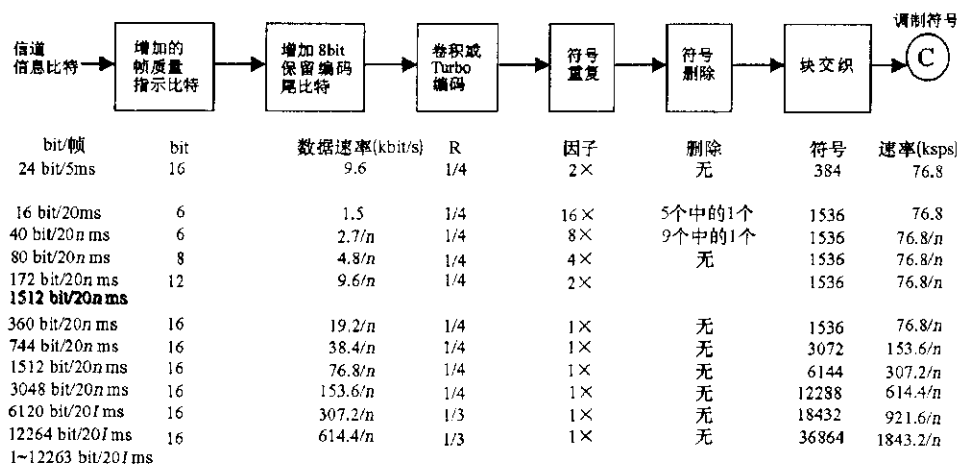 调制符号
信道
信息比特
增加的
帧质量
指示比特
增加 8bit
保留编码
尾比特
卷积或
Turbo
编码
符号
重复
符号
删除
块交织
C
bit/帧 bit 数据速率(kbit/s) R 因子 删除 符号 速率(ksps)
24 bit/5ms 16 9.6 1/4 2× 无 384 76.8
16 bit/20ms 6 1.5 1/4 16× 5个中的1个 1536 76.8
40 bit/20n ms 6 2.7/n 1/4 8× 9个中的1个 1536 76.8/n
80 bit/20n ms 8 4.8/n 1/4 4× 无 1536 76.8/n
172 bit/20n ms 12 9.6/n 1/4 2× 1536 76.8/n
1512 bit/20n ms
360 bit/20n ms 16 19.2/n 1/4 1× 无 1536 76.8/n
744 bit/20n ms 16 38.4/n 1/4 1× 无 3072 153.6/n
1512 bit/20n ms 16 76.8/n 1/4 1× 无 6144 307.2/n
3048 bit/20n ms 16 153.6/n 1/4 1× 无 12288 614.4/n
6120 bit/20I ms 16 307.2/n 1/3 1× 无 18432 921.6/n
12264 bit/20I ms 16 614.4/n 1/3 1× 无 36864 1843.2/n
1~12263 bit/20I ms